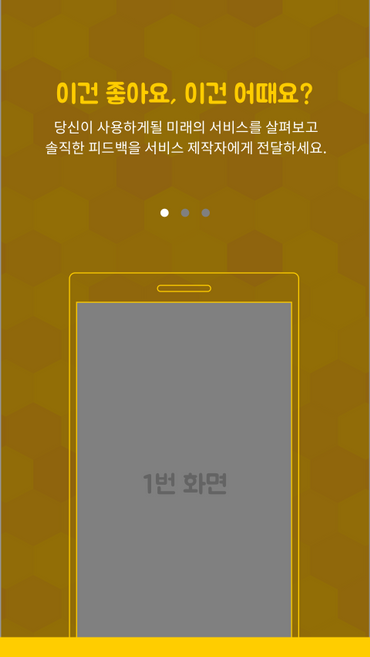 이건 좋아요, 이건 어때요?
당신이 사용하게될 미래의 서비스를 살펴보고
솔직한 피드백을 서비스 제작자에게 전달하세요.
1번 화면